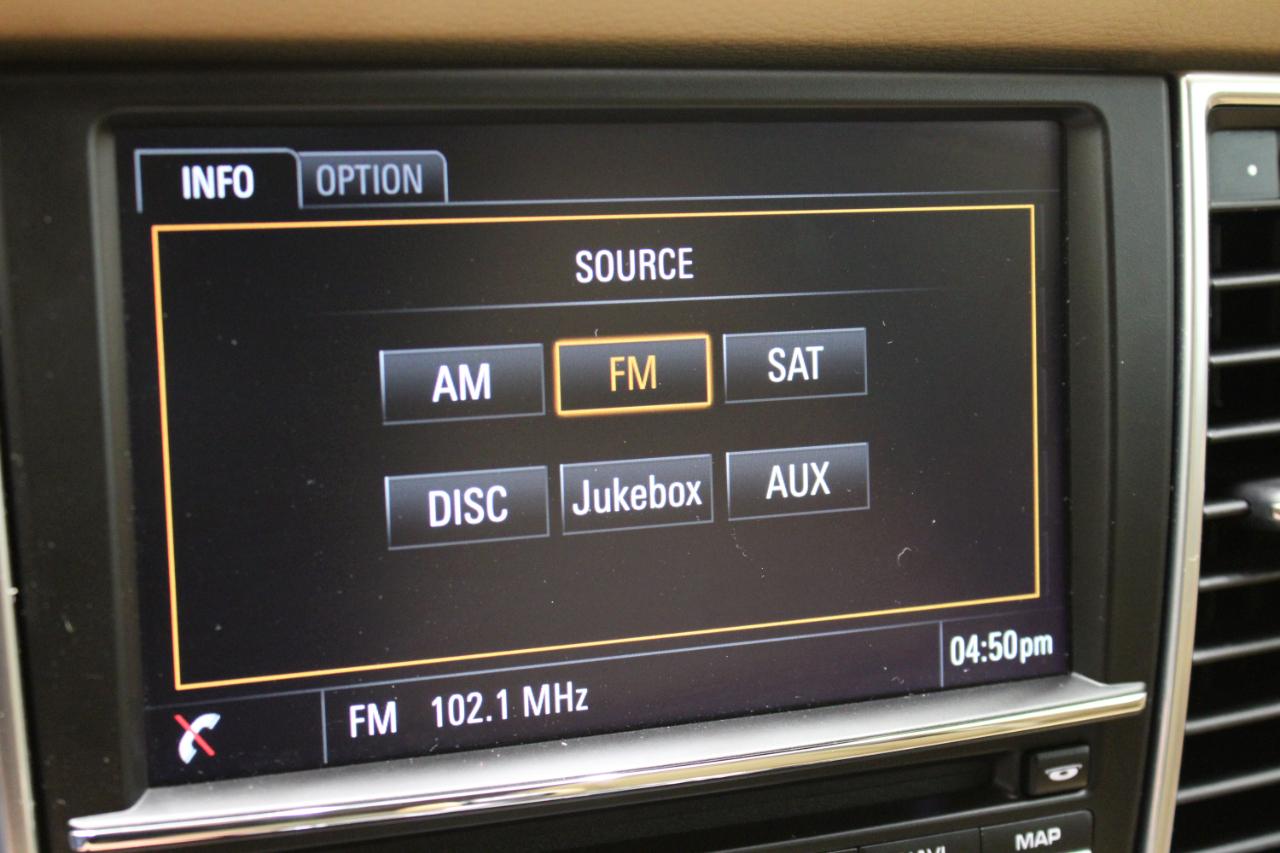 INFO OPTION
SOURCE
AM FM SAT
DISC Jukebox AUX
04:50pm
FM 102.1 MHz
MAP